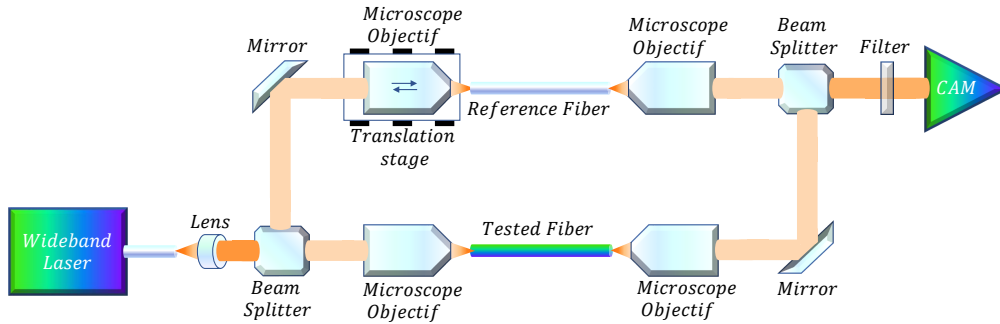 Microscope
Objectif
Mirror
Translation
stage
Reference Fiber
Microscope
Objectif
Beam
Splitter
Filter
CAM
Wideband
Laser
Lens
Beam
Splitter
Microscope
Objectif
Tested Fiber
Microscope
Objectif
Mirror